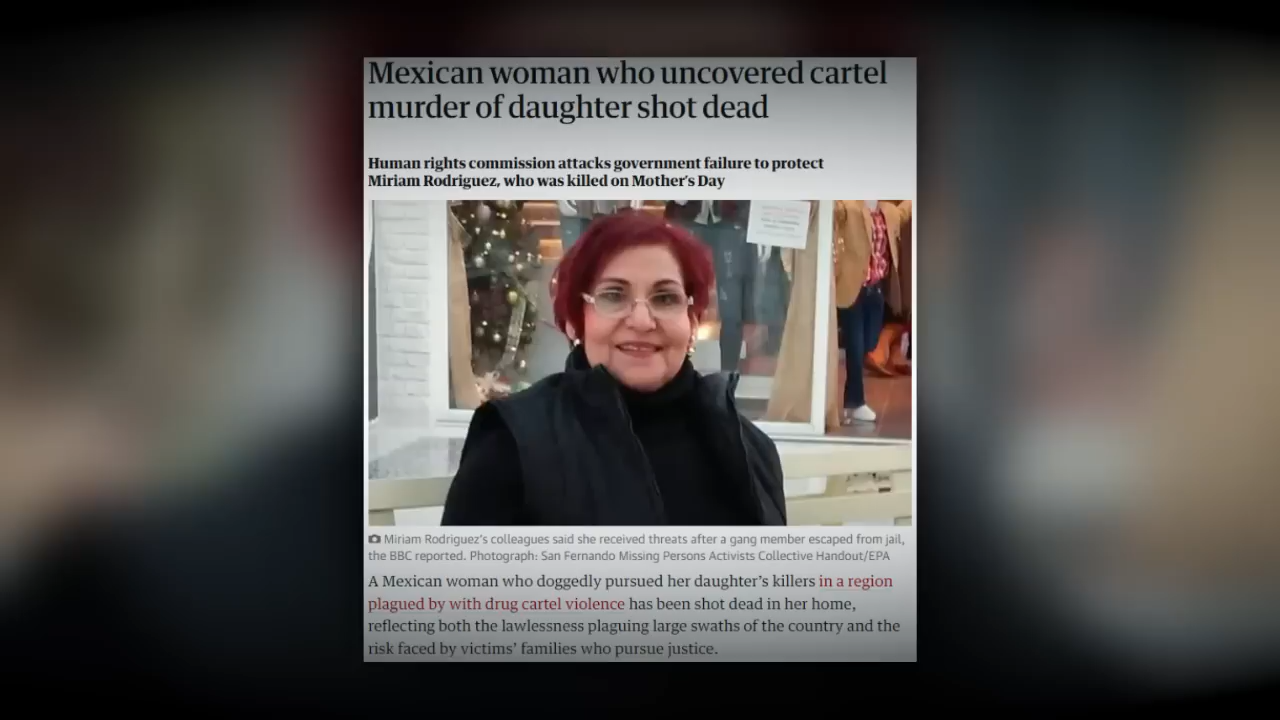 Mexican woman who uncovered cartel
murder of daughter shot dead
Human rights commission attacks government failure to protect
Miriam Rodriguez, who was killed on Mother's Day
Miriam Rodriguez's colleagues said she received threats after a gang member escaped from jail,
the BBC reported. Photograph: San Fernando Missing Persons Activists Collective Handout/EPA
A Mexican woman who doggedly pursued her daughter's killers in a region
plagued by with drug cartel violence has been shot dead in her home,
reflecting both the lawlessness plaguing large swaths of the country and the
risk faced by victims' families who pursue justice.